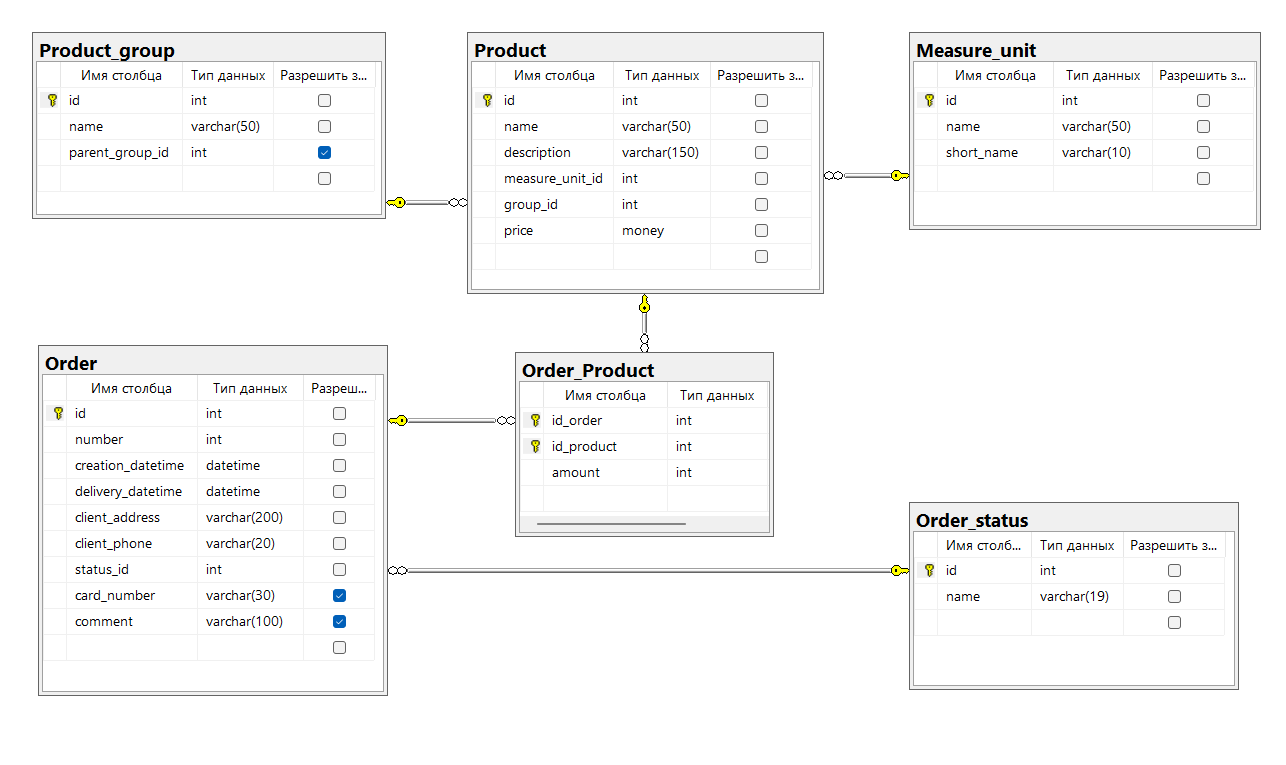 Product_group
Имя столбца Тип данных Разрешить з...
id int
name varchar(50)
parent_group_id int
Product
Имя столбца Тип данных Разрешить з...
id int
name varchar(50)
description varchar(150)
measure_unit_id int
group_id int
price money
Measure_unit
Имя столбца Тип данных Разрешить з...
id int
name varchar(50)
short_name varchar(10)
Order
Имя столбца Тип данных Разреш...
id int
number int
creation_datetime datetime
delivery_datetime datetime
client_address varchar(200)
client_phone varchar(20)
status_id int
card_number varchar(30)
comment varchar(100)
Order_Product
Имя столбца Тип данных
id_order int
id_product int
amount int
Order_status
Имя столб... Тип данных Разрешить з...
id int
name varchar(19)